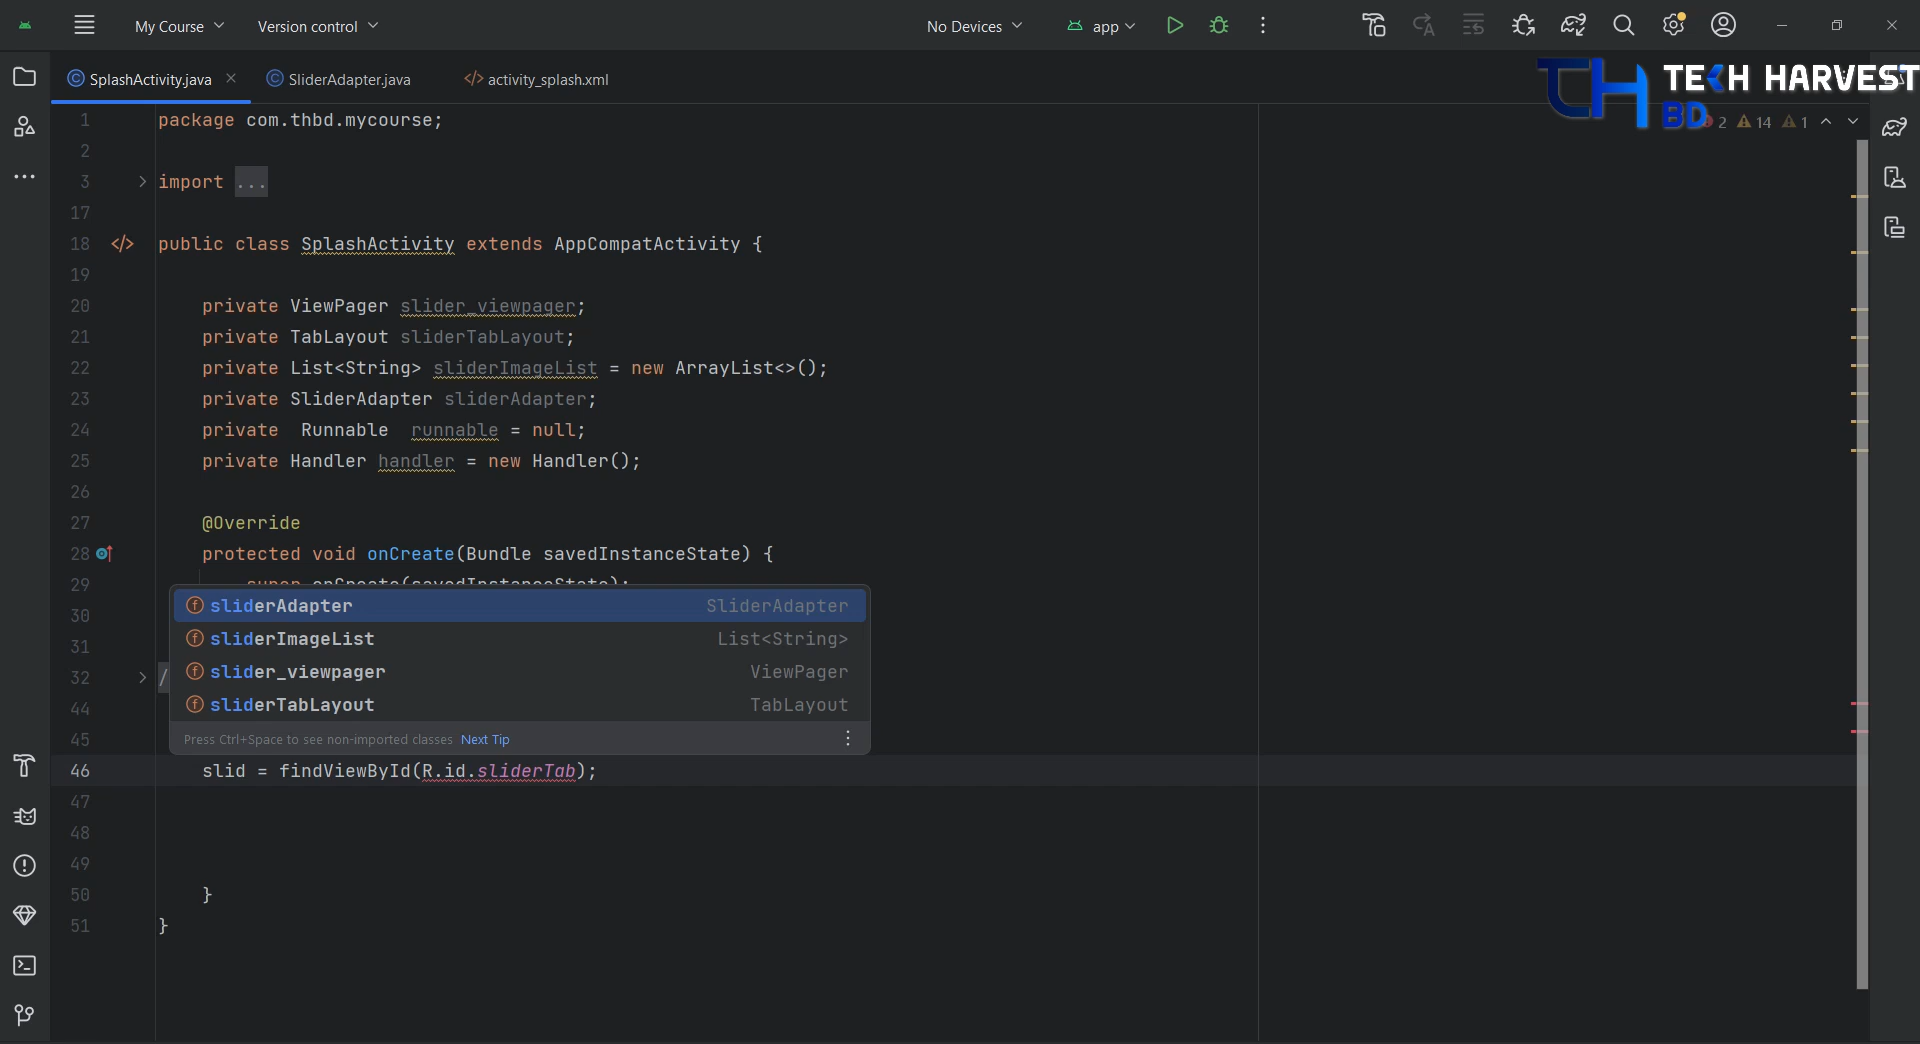 My Course
Version control
No Devices
app
SplashActivity.java
SliderAdapter.java
activity_splash.xml
TECH HARVEST
BD
2 14 1
1 package com.thbd.mycourse;
2
3 import ...
17
18 public class SplashActivity extends AppCompatActivity {
19
20 private ViewPager slider_viewpager;
21 private TabLayout sliderTabLayout;
22 private List<String> sliderImageList = new ArrayList<>();
23 private SliderAdapter sliderAdapter;
24 private Runnable runnable = null;
25 private Handler handler = new Handler();
26
27 @Override
28 protected void onCreate(Bundle savedInstanceState) {
29 super.onCreate(savedInstanceState);
30
31
32 /
44
45
sliderAdapter SliderAdapter
sliderImageList List<String>
slider_viewpager ViewPager
sliderTabLayout TabLayout
Press Ctrl+Space to see non-imported classes Next Tip
46 slid = findViewById(R.id.sliderTab);
47
48
49
50 }
51 }